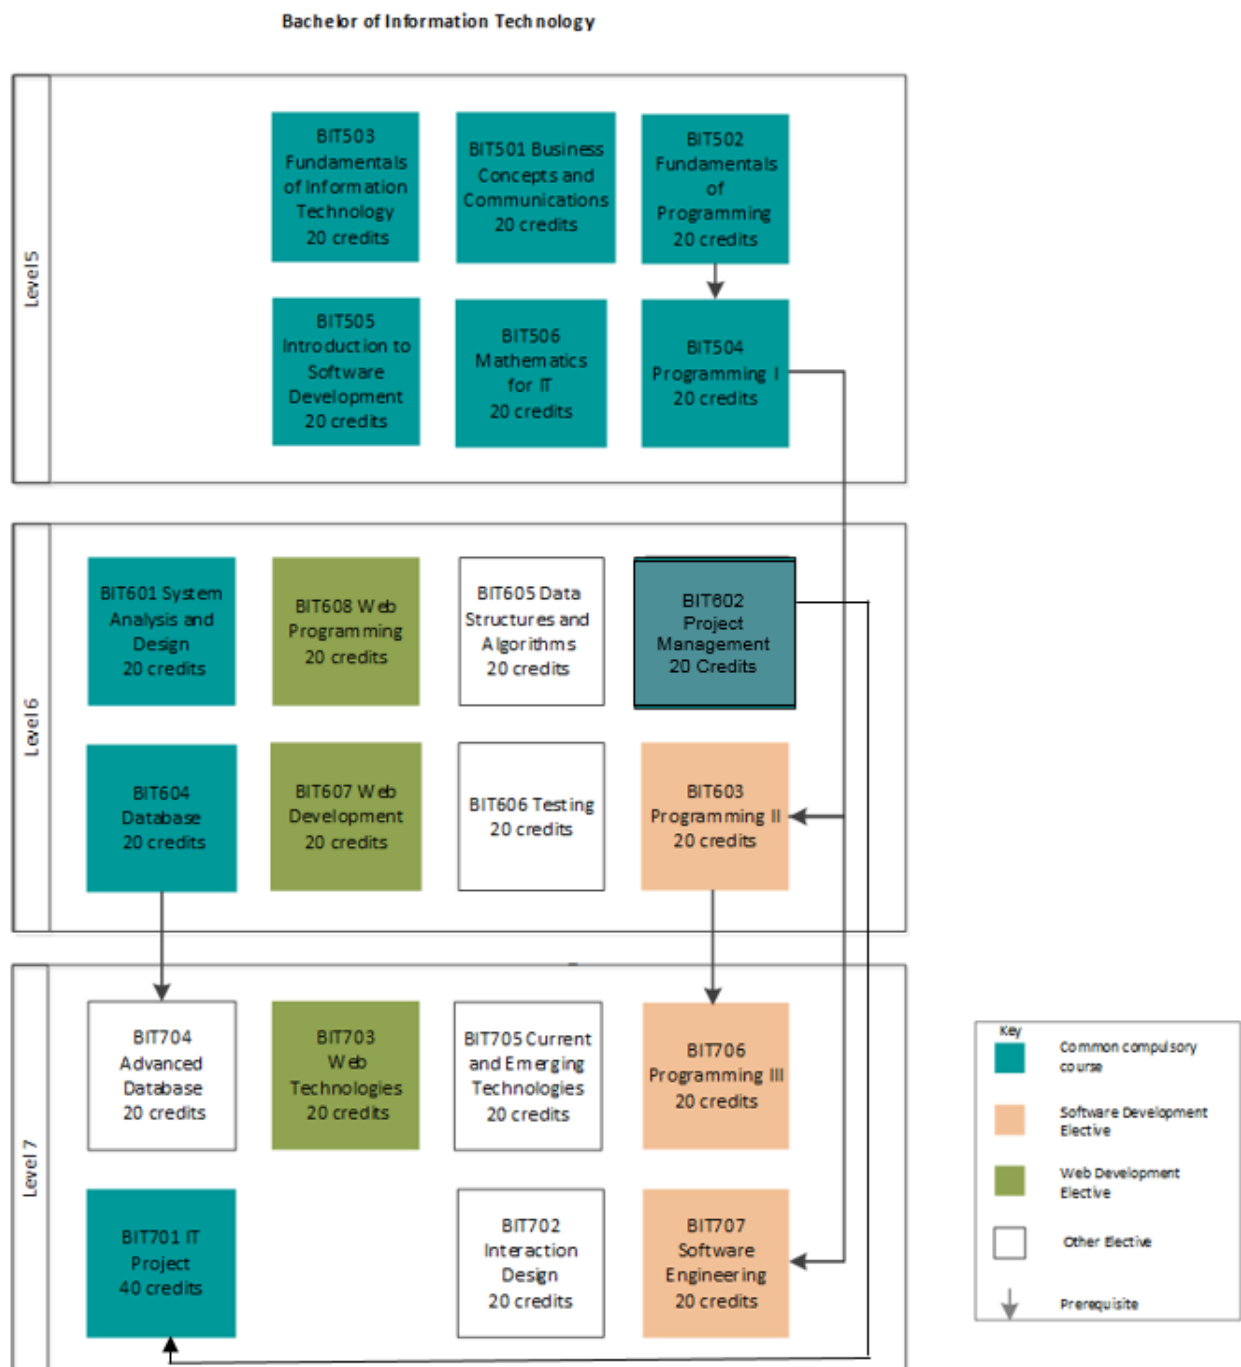 Bachelor of Information Technology
Level 5
BIT503
Fundamentals
of Information
Technology
20 credits
BIT501 Business
Concepts and
Communications
20 credits
BIT502
Fundamentals
of
Programming
20 credits
BIT505
Introduction to
Software
Development
20 credits
BIT506
Mathematics
for IT
20 credits
BIT504
Programming I
20 credits
Level 6
BIT601 System
Analysis and
Design
20 credits
BIT608 Web
Programming
20 credits
BIT605 Data
Structures and
Algorithms
20 credits
BIT602
Project
Management
20 Credits
BIT604
Database
20 credits
BIT607 Web
Development
20 credits
BIT606 Testing
20 credits
BIT603
Programming II
20 credits
Level 7
BIT704
Advanced
Database
20 credits
BIT703
Web
Technologies
20 credits
BIT705 Current
and Emerging
Technologies
20 credits
BIT706
Programming III
20 credits
BIT701 IT
Project
40 credits
BIT702
Interaction
Design
20 credits
BIT707
Software
Engineering
20 credits
Key
Common compulsory
course
Software Development
Elective
Web Development
Elective
Other Elective
Prerequisite